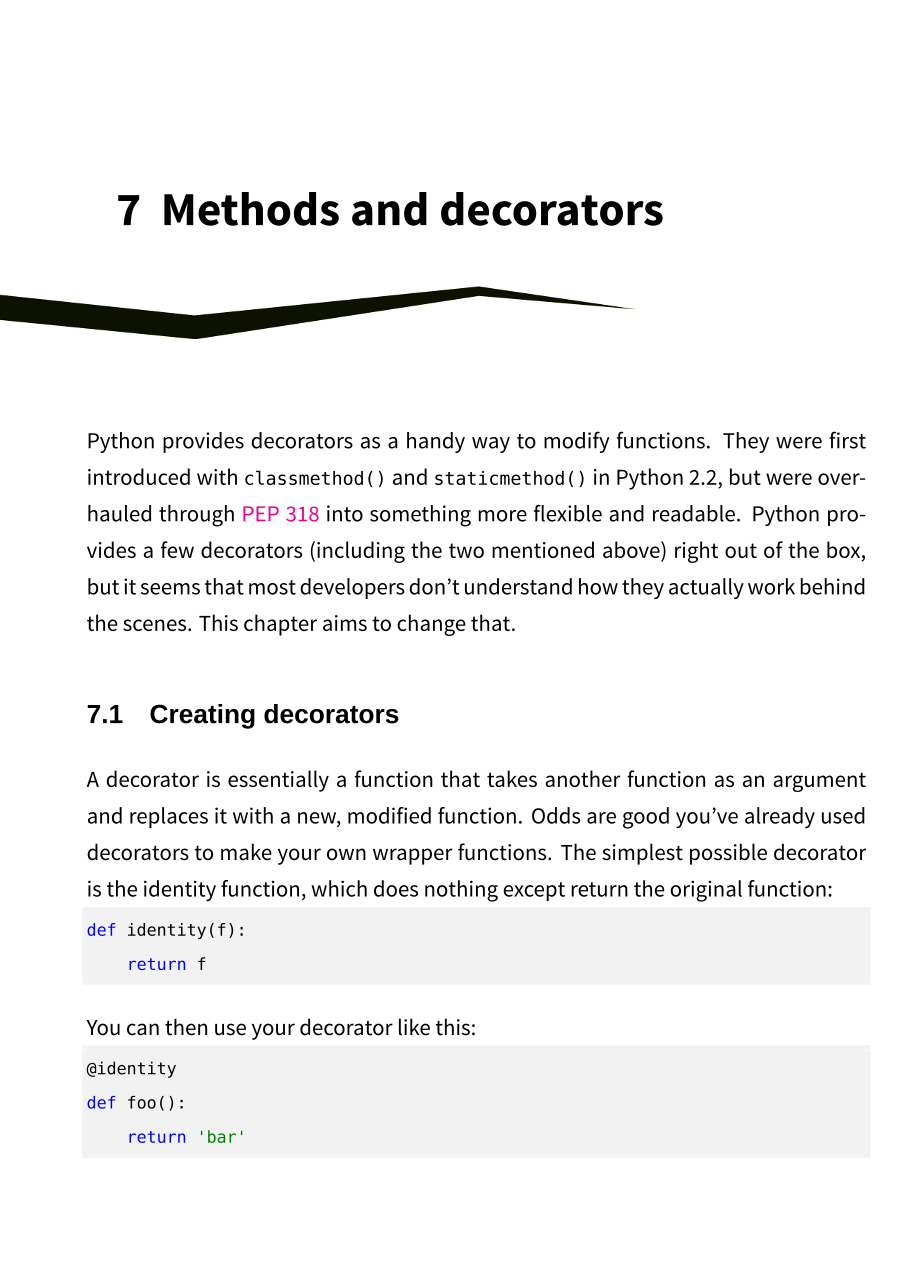 7 Methods and decorators
Python provides decorators as a handy way to modify functions. They were first
introduced with classmethod() and staticmethod() in Python 2.2, but were over-
hauled through PEP 318 into something more flexible and readable. Python pro-
vides a few decorators (including the two mentioned above) right out of the box,
but it seems that most developers don’t understand how they actually work behind
the scenes. This chapter aims to change that.
7.1 Creating decorators
A decorator is essentially a function that takes another function as an argument
and replaces it with a new, modified function. Odds are good you’ve already used
decorators to make your own wrapper functions. The simplest possible decorator
is the identity function, which does nothing except return the original function:
def identity(f):
    return f
You can then use your decorator like this:
@identity
def foo():
    return 'bar'